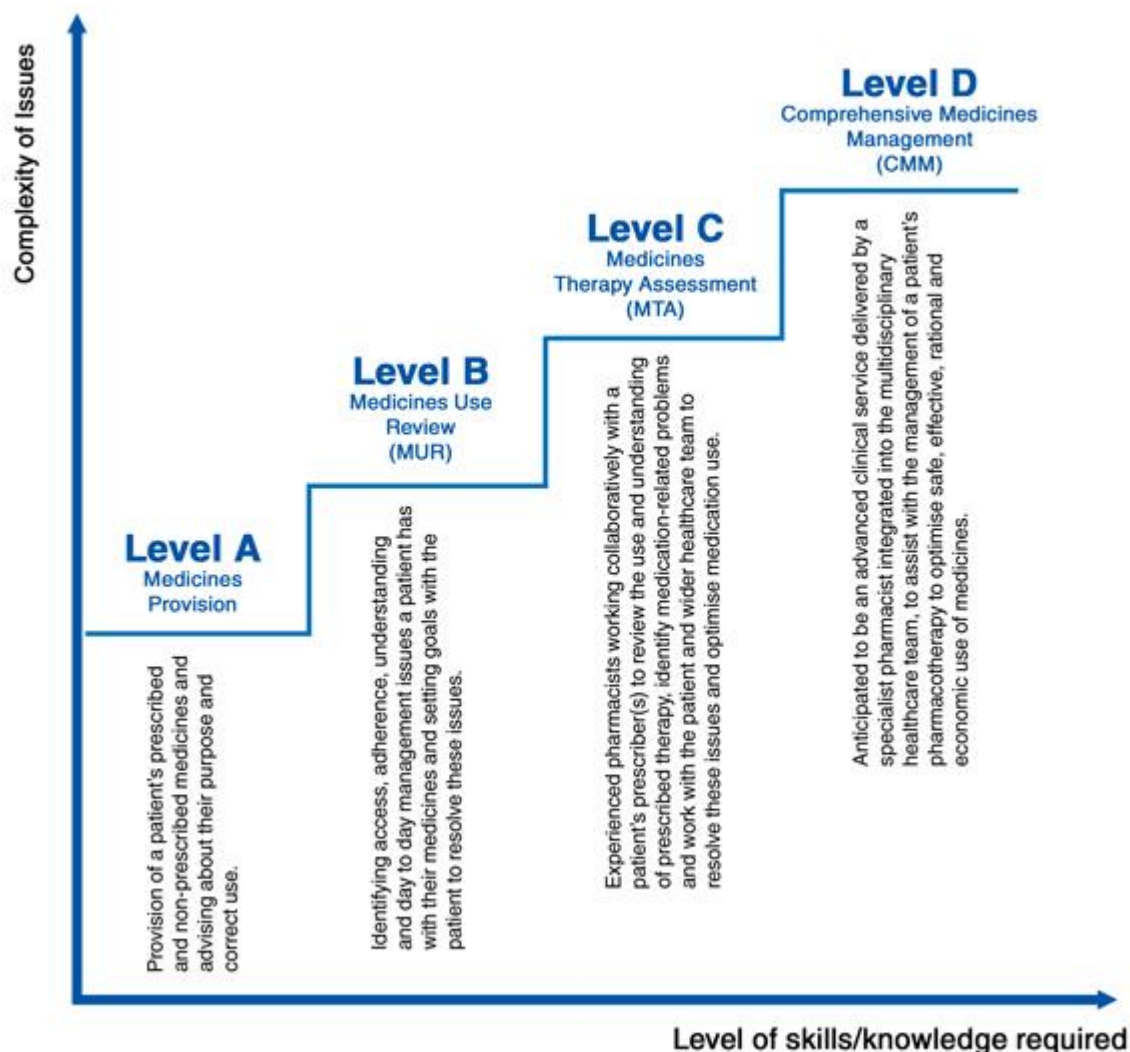 Complexity of Issues
Level A
Medicines
Provision
Provision of a patient's prescribed
and non-prescribed medicines and
advising about their purpose and
correct use.
Level B
Medicines Use
Review
(MUR)
Identifying access, adherence, understanding
and day to day management issues a patient has
with their medicines and setting goals with the
patient to resolve these issues.
Level C
Medicines
Therapy Assessment
(MTA)
Experienced pharmacists working collaboratively with a
patient's prescriber(s) to review the use and understanding
of prescribed therapy, identify medication-related problems
and work with the patient and wider healthcare team to
resolve these issues and optimise medication use.
Level D
Comprehensive Medicines
Management
(CMM)
Anticipated to be an advanced clinical service delivered by a
specialist pharmacist integrated into the multidisciplinary
healthcare team, to assist with the management of a patient's
pharmacotherapy to optimise safe, effective, rational and
economic use of medicines.
Level of skills/knowledge required